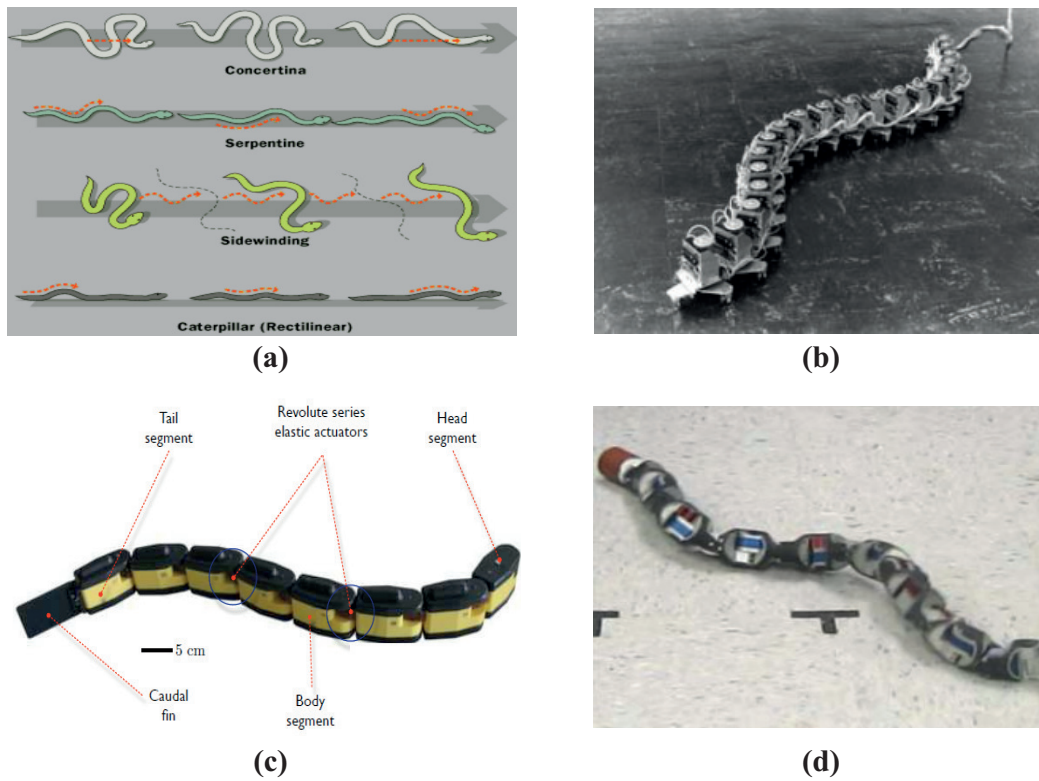 Concertina
Serpentine
Sidewinding
Caterpillar (Rectilinear)
(a)
(b)
Tail
segment
Revolute series
elastic actuators
Head
segment
5 cm
Caudal
fin
Body
segment
(c)
(d)